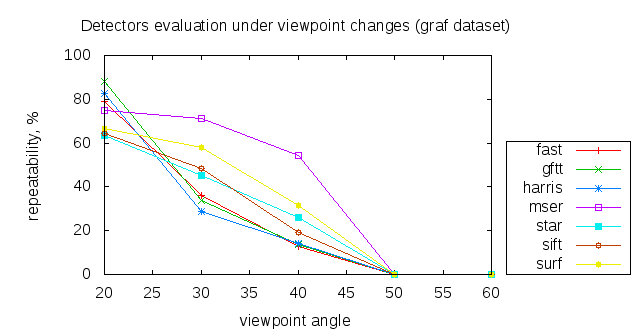 Detectors evaluation under viewpoint changes (graf dataset)
100
80
60
40
20
0
repeatability, %
20 25 30 35 40 45 50 55 60
viewpoint angle
fast
gftt
harris
mser
star
sift
surf